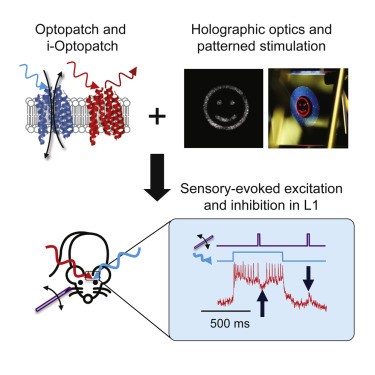 Optopatch and
i-Optopatch
Holographic optics and
patterned stimulation
+
Sensory-evoked excitation
and inhibition in L1
500 ms